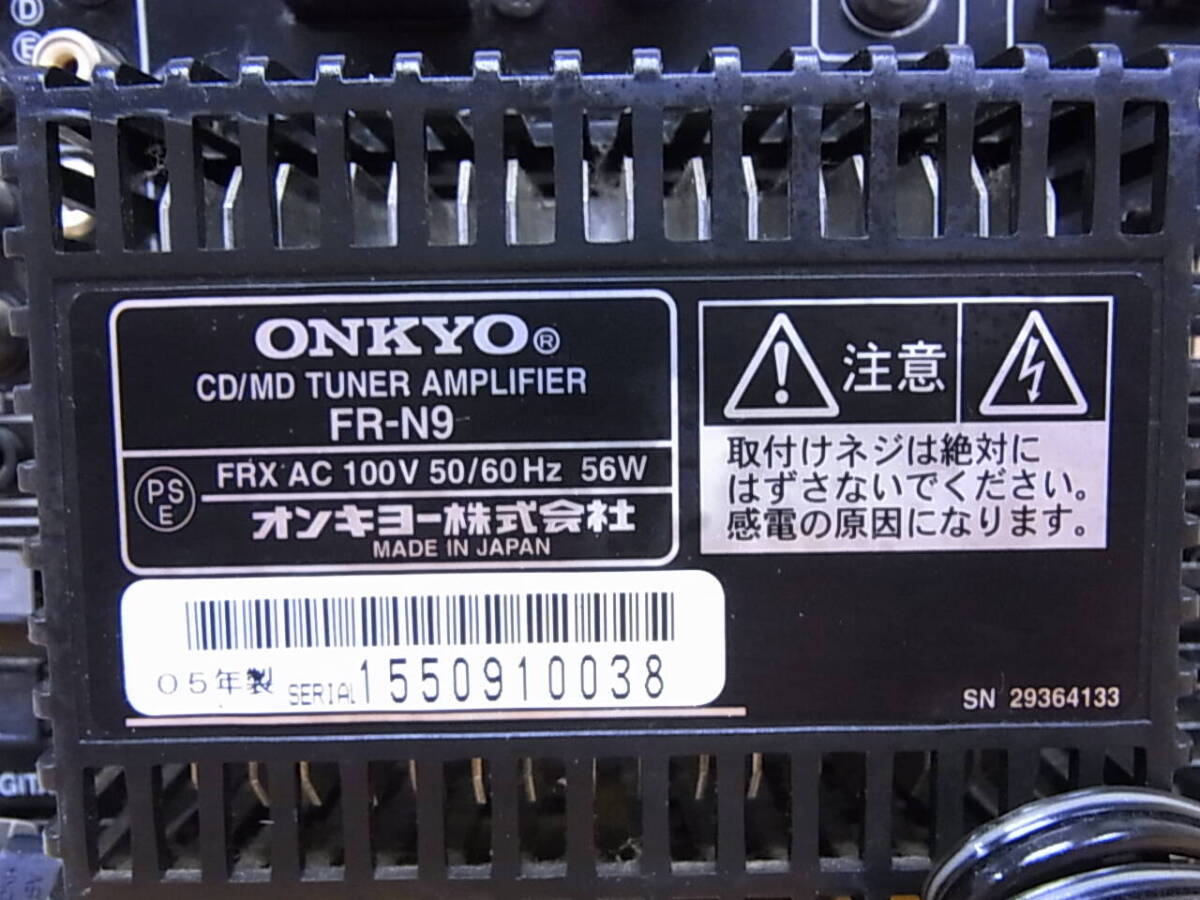 D
E
ONKYO®
CD/MD TUNER AMPLIFIER
FR-N9
PSE
FRX AC 100V 50/60Hz 56W
オンキヨー株式会社
MADE IN JAPAN
注意
取付けネジは絶対に
はずさないでください。
感電の原因になります。
05年製 SERIAL 1550910038
SN 29364133